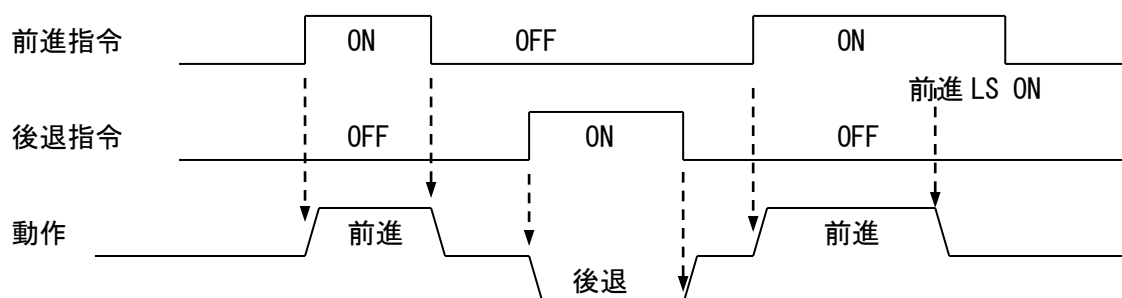 前進指令 ON OFF ON
前進 LS ON
後退指令 OFF ON OFF
動作 前進 前進
後退